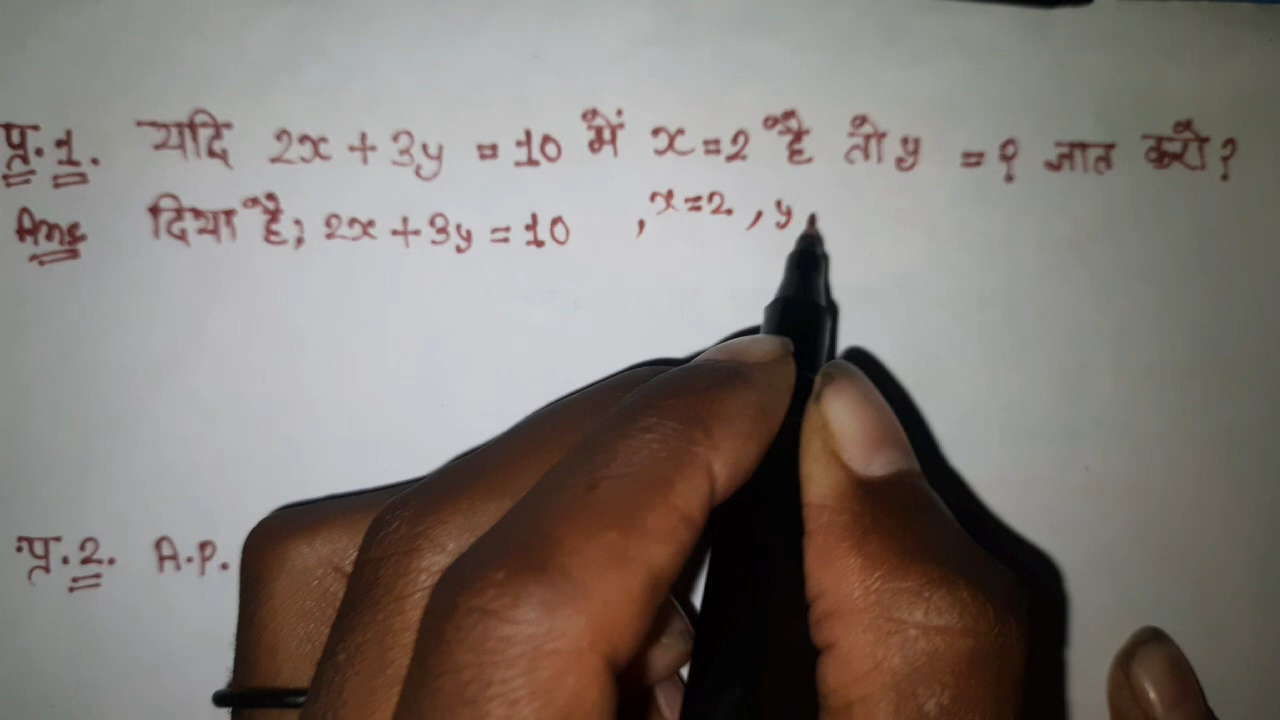 प्र.1. यदि 2x + 3y = 10 में x = 2 है तो y = ? ज्ञात करो?
Ans दिया है; 2x + 3y = 10 , x = 2 , y
प्र.2. A.P.